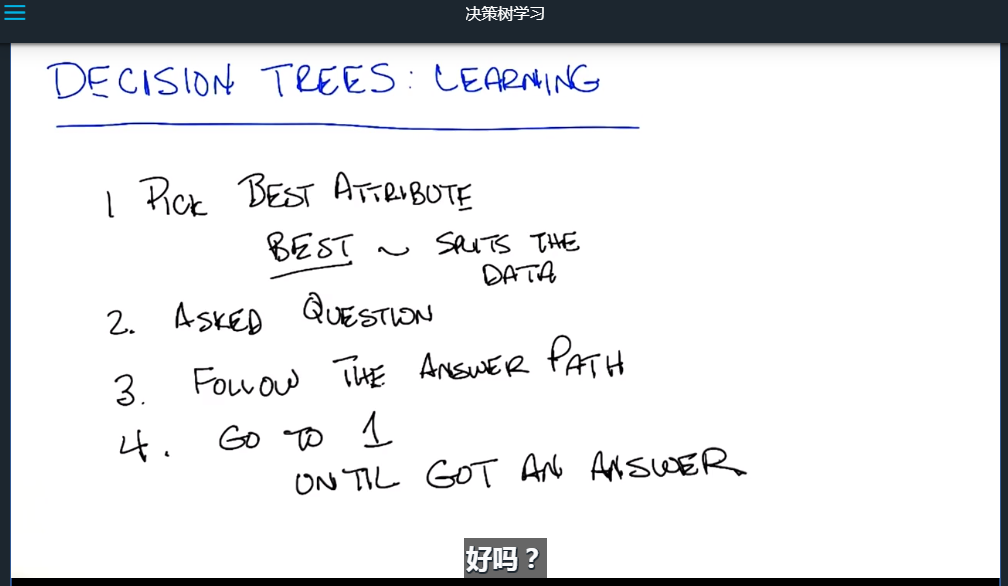 决策树学习
DECISION TREES: LEARNING
1 PICK BEST ATTRIBUTE
BEST ~ SPLITS THE
DATA
2. ASKED QUESTION
3. FOLLOW THE ANSWER PATH
4. GO TO 1
UNTIL GOT AN ANSWER
好吗？